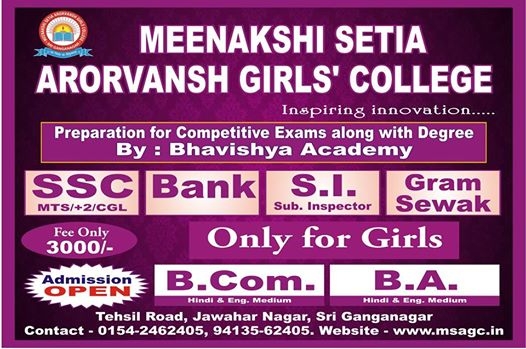 MEENAKSHI SETIA
ARORVANSH GIRLS' COLLEGE
Inspiring innovation.....
Preparation for Competitive Exams along with Degree
By : Bhavishya Academy
SSC
MTS/+2/CGL
Bank
S.I.
Sub. Inspector
Gram
Sewak
Fee Only
3000/-
Only for Girls
Admission
OPEN
B.Com.
Hindi & Eng. Medium
B.A.
Hindi & Eng. Medium
Tehsil Road, Jawahar Nagar, Sri Ganganagar
Contact - 0154-2462405, 94135-62405. Website - www.msagc.in